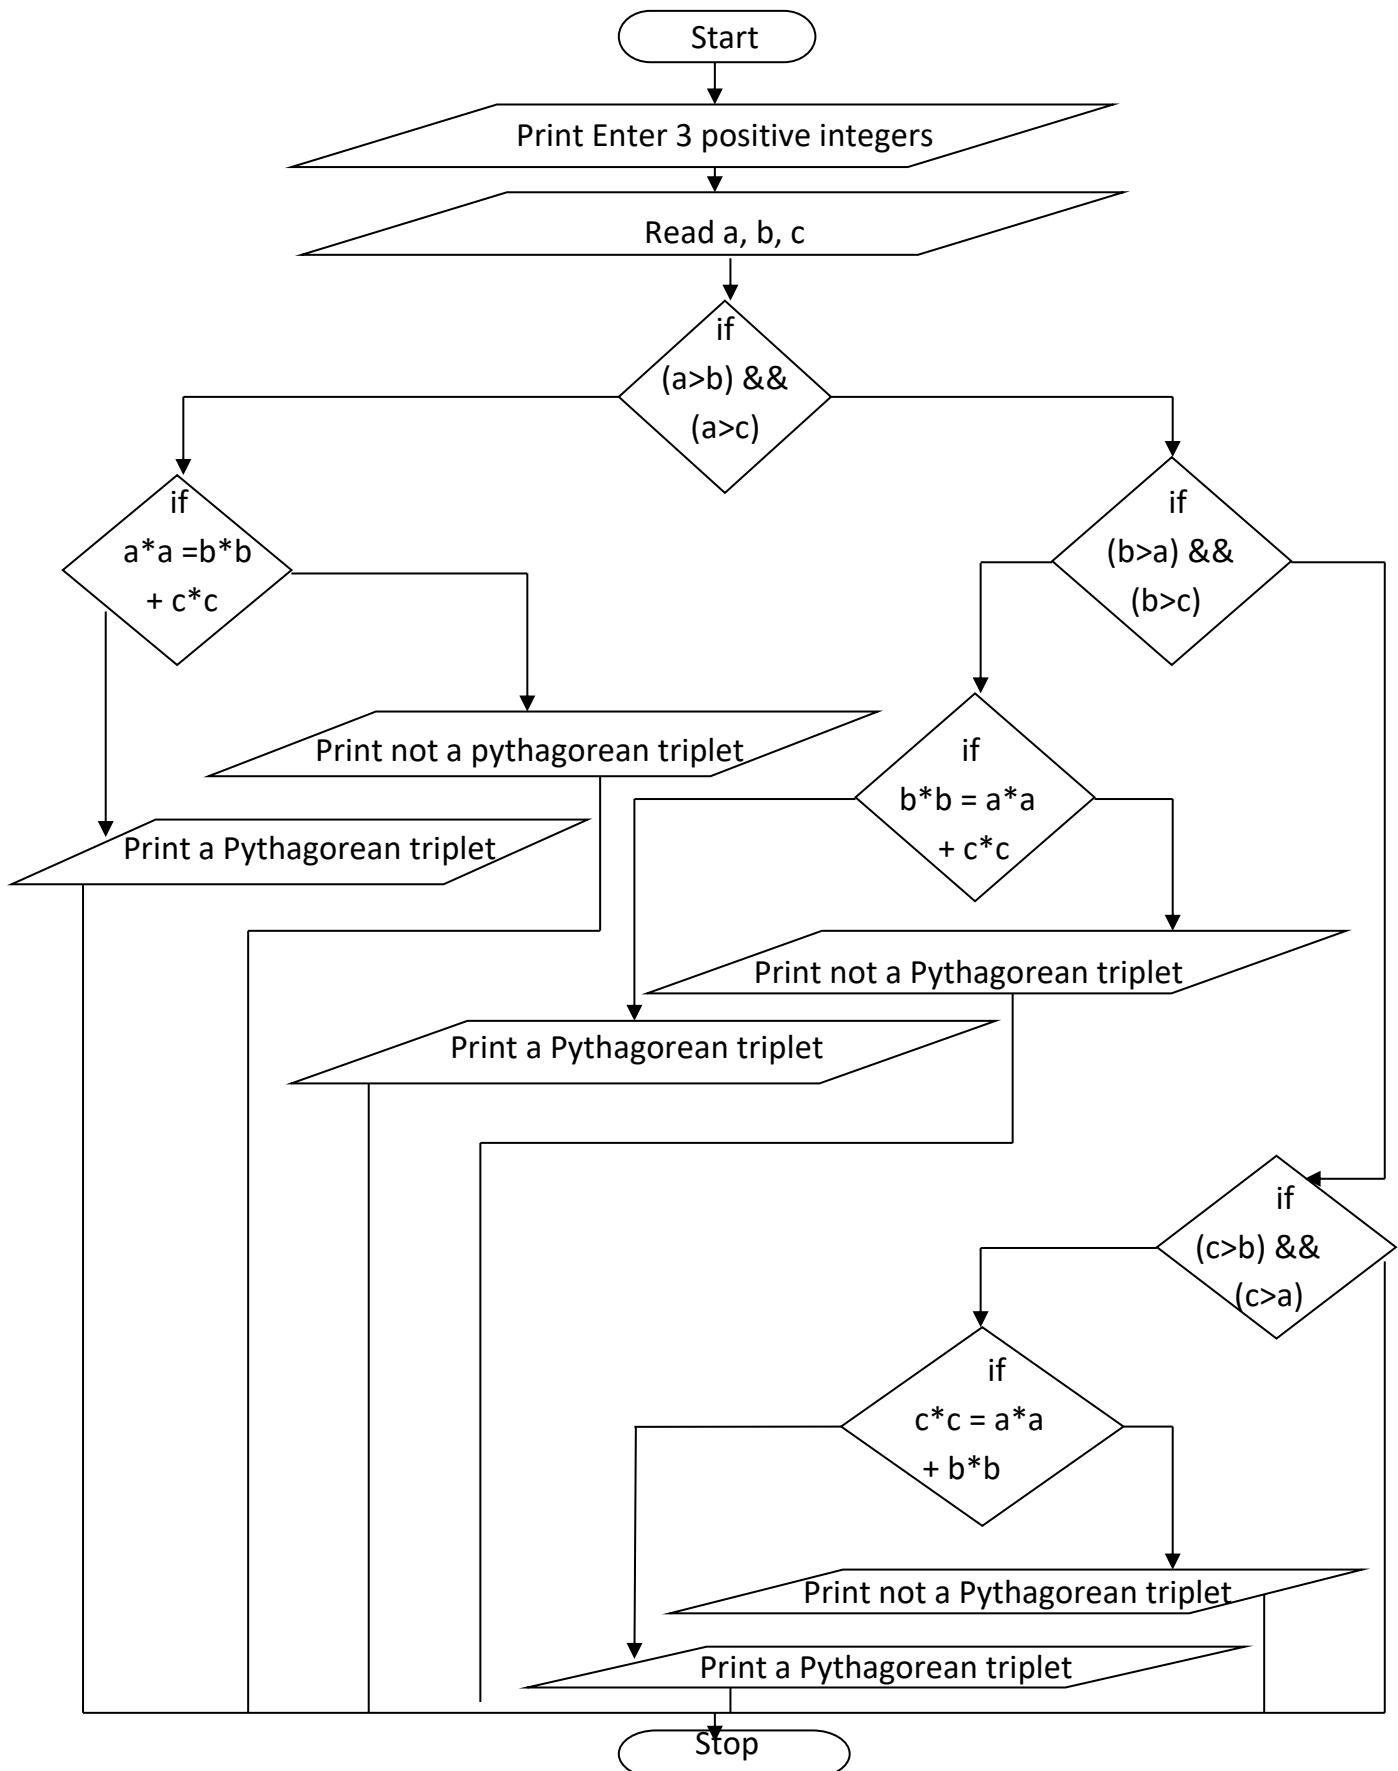 Start
Print Enter 3 positive integers
Read a, b, c
if
(a>b) &&
(a>c)
if
a*a =b*b
+ c*c
if
(b>a) &&
(b>c)
Print not a pythagorean triplet
Print a Pythagorean triplet
if
b*b = a*a
+ c*c
Print not a Pythagorean triplet
Print a Pythagorean triplet
if
(c>b) &&
(c>a)
if
c*c = a*a
+ b*b
Print not a Pythagorean triplet
Print a Pythagorean triplet
Stop